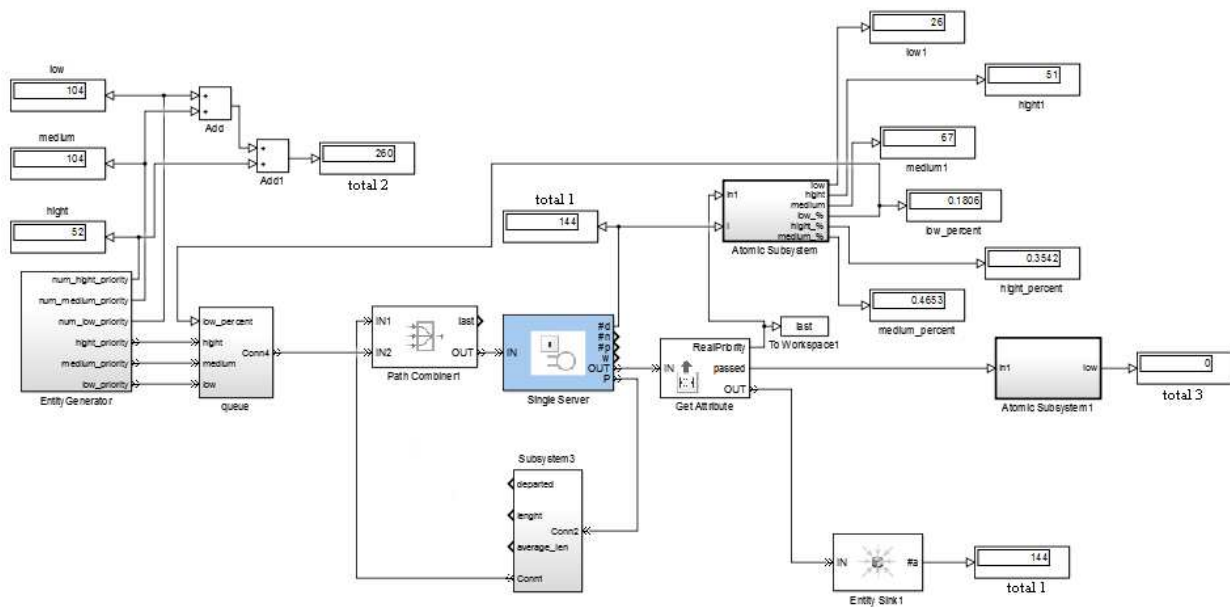 low
104
medium
104
hight
52
Add
Add1
260
total 2
26
low1
51
hight1
67
medium1
0.1806
low_percent
0.3542
hight_percent
0.4653
medium_percent
total 1
144
In1
i
low
hight
medium
low_%
hight_%
medium_%
Atomic Subsystem
num_hight_priority
num_medium_priority
num_low_priority
hight_priority
medium_priority
low_priority
EntityGenerator
low_percent
hight
medium
low
Conn4
queue
IN1
IN2
last
OUT
Path Combiner1
IN
#d
#n
#p
w
OUT
P
Single Server
last
To Workspace1
IN
RealPriority
passed
OUT
Get Attribute
In1
low
Atomic Subsystem1
0
total 3
Subsystem3
departed
lenght
average_len
Conn2
Conn1
IN
#a
Entity Sink1
144
total 1